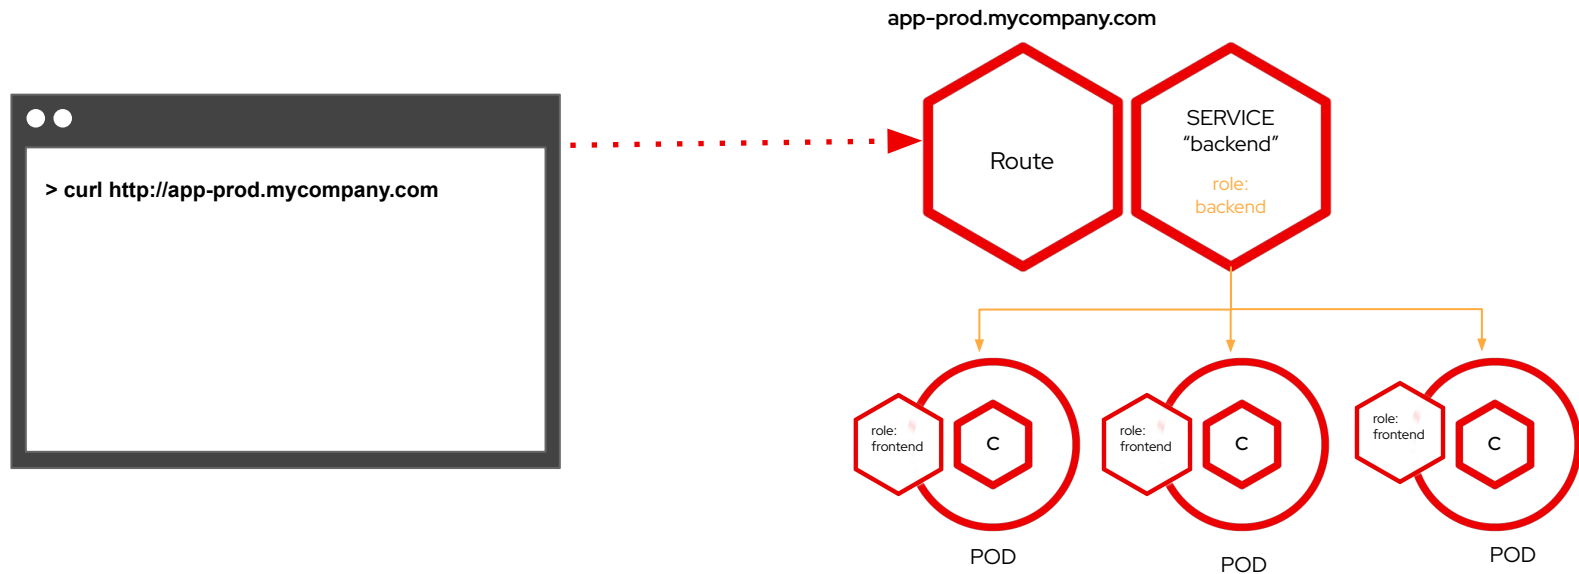 app-prod.mycompany.com
> curl http://app-prod.mycompany.com
Route
SERVICE
“backend”
role:
backend
role:
frontend
C
role:
frontend
C
role:
frontend
C
POD
POD
POD